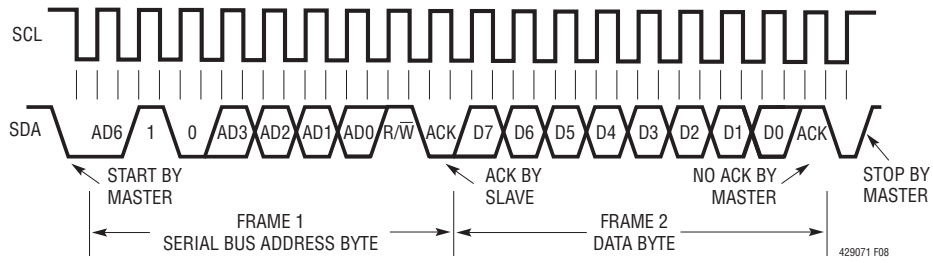 SCL
SDA AD6 1 0 AD3 AD2 AD1 AD0 R/W̅ ACK D7 D6 D5 D4 D3 D2 D1 D0 ACK
START BY
MASTER
ACK BY
SLAVE
NO ACK BY
MASTER
STOP BY
MASTER
FRAME 1
SERIAL BUS ADDRESS BYTE
FRAME 2
DATA BYTE
429071 F08